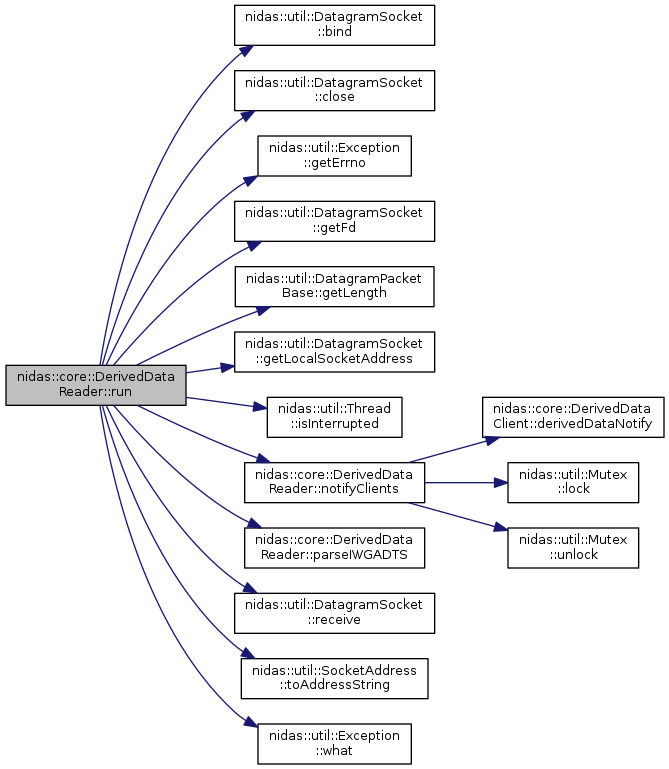 nidas::util::DatagramSocket
::bind
nidas::util::DatagramSocket
::close
nidas::util::Exception
::getErrno
nidas::util::DatagramSocket
::getFd
nidas::util::DatagramPacket
Base::getLength
nidas::util::DatagramSocket
::getLocalSocketAddress
nidas::core::DerivedData
Reader::run
nidas::util::Thread
::isInterrupted
nidas::core::DerivedData
Client::derivedDataNotify
nidas::core::DerivedData
Reader::notifyClients
nidas::util::Mutex
::lock
nidas::util::Mutex
::unlock
nidas::core::DerivedData
Reader::parseIWGADTS
nidas::util::DatagramSocket
::receive
nidas::util::SocketAddress
::toAddressString
nidas::util::Exception
::what